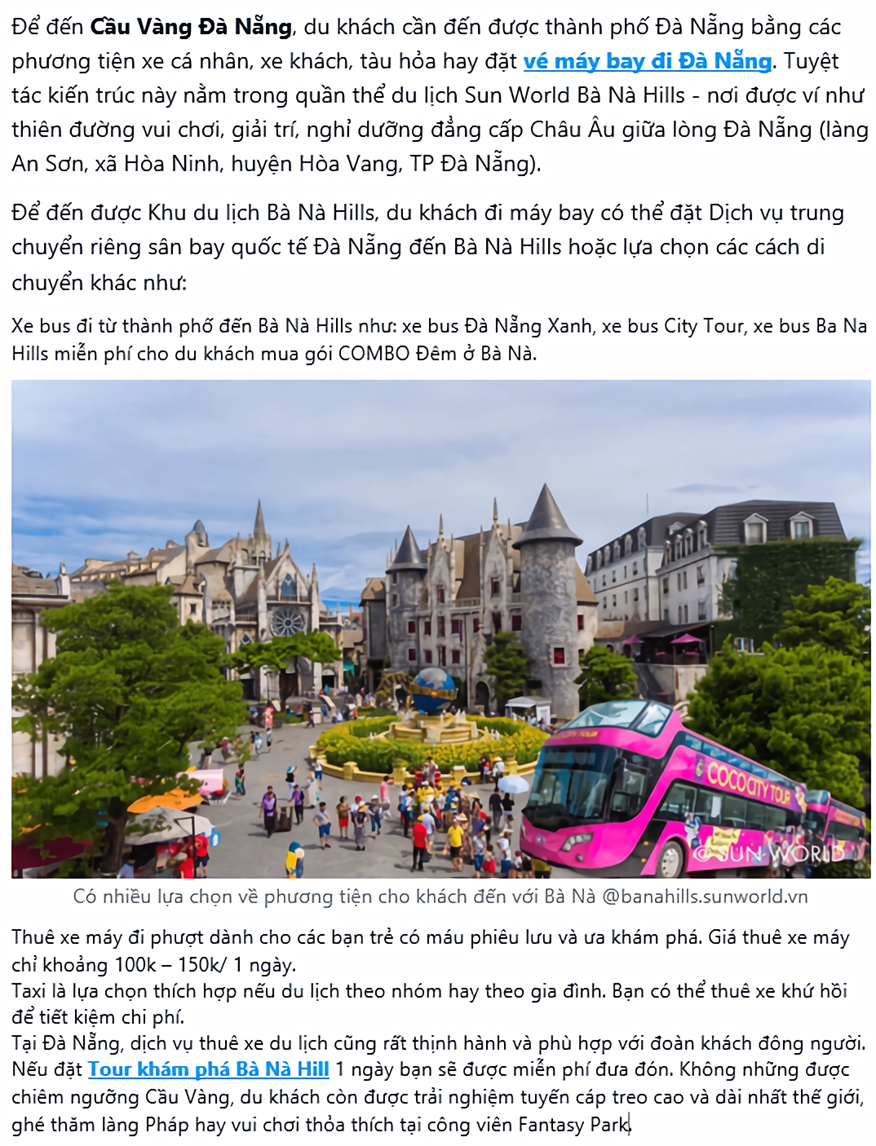 Để đến Cầu Vàng Đà Nẵng, du khách cần đến được thành phố Đà Nẵng bằng các
phương tiện xe cá nhân, xe khách, tàu hỏa hay đặt vé máy bay đi Đà Nẵng. Tuyệt
tác kiến trúc này nằm trong quần thể du lịch Sun World Bà Nà Hills - nơi được ví như
thiên đường vui chơi, giải trí, nghỉ dưỡng đẳng cấp Châu Âu giữa lòng Đà Nẵng (làng
An Sơn, xã Hòa Ninh, huyện Hòa Vang, TP Đà Nẵng).
Để đến được Khu du lịch Bà Nà Hills, du khách đi máy bay có thể đặt Dịch vụ trung
chuyển riêng sân bay quốc tế Đà Nẵng đến Bà Nà Hills hoặc lựa chọn các cách di
chuyển khác như:
Xe bus đi từ thành phố đến Bà Nà Hills như: xe bus Đà Nẵng Xanh, xe bus City Tour, xe bus Ba Na
Hills miễn phí cho du khách mua gói COMBO Đêm ở Bà Nà.
COCO CITY TOUR
© SUN WORLD
Có nhiều lựa chọn về phương tiện cho khách đến với Bà Nà @banahills.sunworld.vn
Thuê xe máy đi phượt dành cho các bạn trẻ có máu phiêu lưu và ưa khám phá. Giá thuê xe máy
chỉ khoảng 100k – 150k/ 1 ngày.
Taxi là lựa chọn thích hợp nếu du lịch theo nhóm hay theo gia đình. Bạn có thể thuê xe khứ hồi
để tiết kiệm chi phí.
Tại Đà Nẵng, dịch vụ thuê xe du lịch cũng rất thịnh hành và phù hợp với đoàn khách đông người.
Nếu đặt Tour khám phá Bà Nà Hill 1 ngày bạn sẽ được miễn phí đưa đón. Không những được
chiêm ngưỡng Cầu Vàng, du khách còn được trải nghiệm tuyến cáp treo cao và dài nhất thế giới,
ghé thăm làng Pháp hay vui chơi thỏa thích tại công viên Fantasy Park.